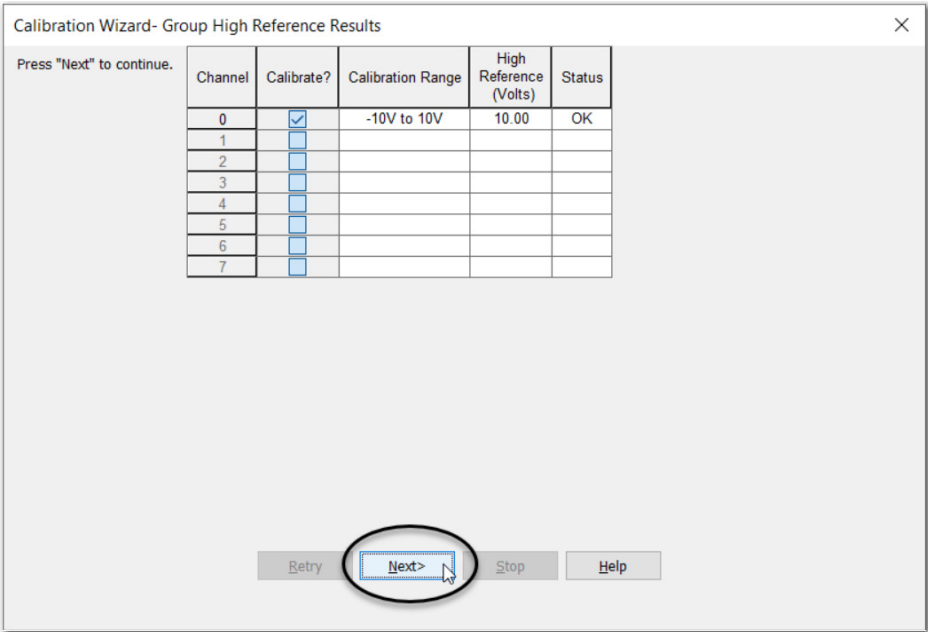 Calibration Wizard- Group High Reference Results
Press "Next" to continue.
Channel Calibrate? Calibration Range High Reference (Volts) Status
0 -10V to 10V 10.00 OK
1
2
3
4
5
6
7
Retry Next> Stop Help